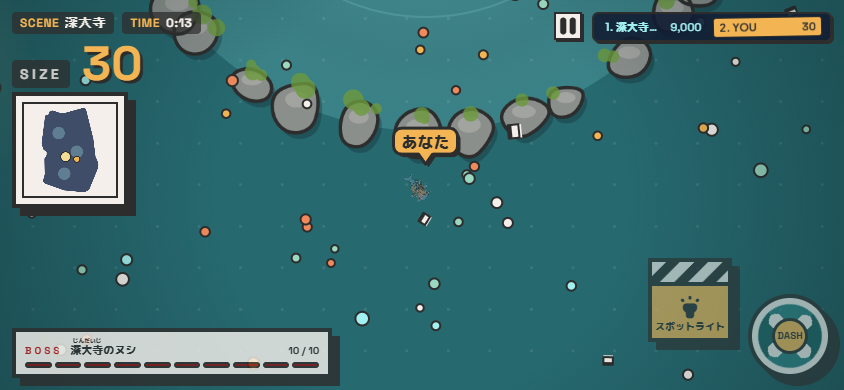 SCENE 深大寺 TIME 0:13
SIZE 30
1. 深大寺... 9,000 2. YOU 30
あなた
スポットライト
DASH
じんだいじ
BOSS 深大寺のヌシ 10 / 10